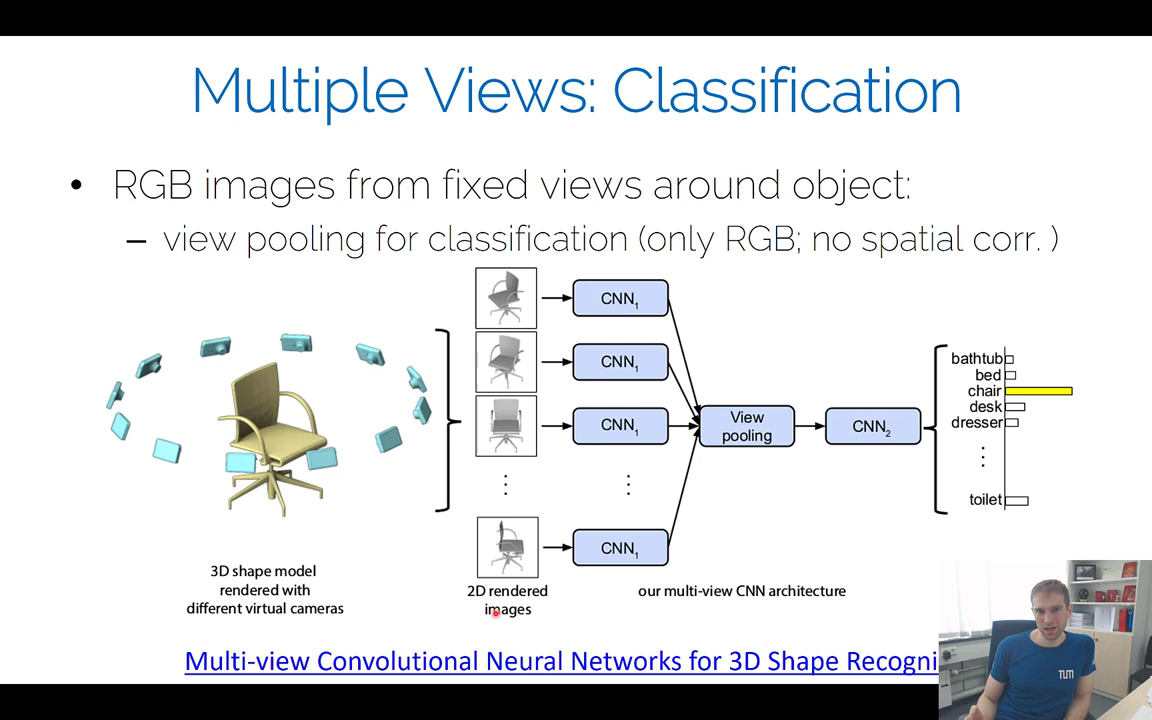 Multiple Views: Classification
• RGB images from fixed views around object:
– view pooling for classification (only RGB; no spatial corr. )
CNN1
CNN1
CNN1
CNN1
View
pooling
CNN2
bathtub
bed
chair
desk
dresser
toilet
3D shape model
rendered with
different virtual cameras
2D rendered
images
our multi-view CNN architecture
Multi-view Convolutional Neural Networks for 3D Shape Recogni
TUM